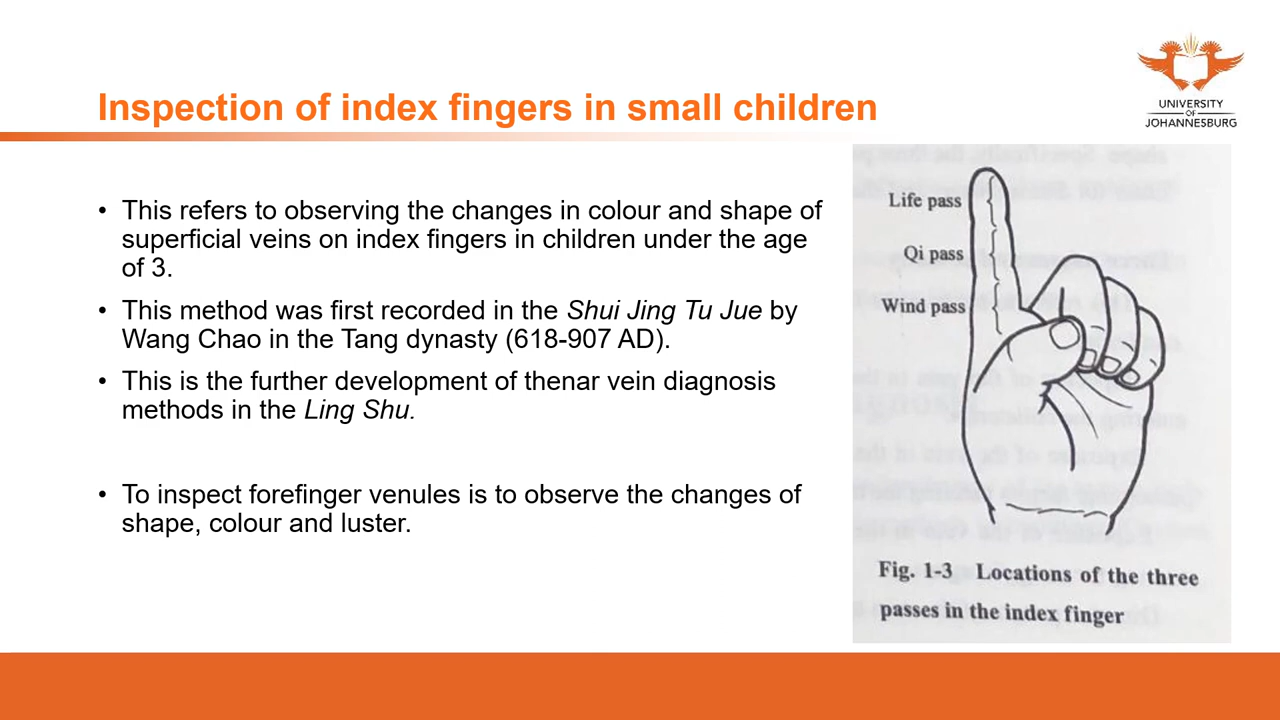 Inspection of index fingers in small children
UNIVERSITY
OF
JOHANNESBURG
• This refers to observing the changes in colour and shape of
superficial veins on index fingers in children under the age
of 3.
• This method was first recorded in the Shui Jing Tu Jue by
Wang Chao in the Tang dynasty (618-907 AD).
• This is the further development of thenar vein diagnosis
methods in the Ling Shu.
• To inspect forefinger venules is to observe the changes of
shape, colour and luster.
Life pass
Qi pass
Wind pass
Fig. 1-3 Locations of the three
passes in the index finger